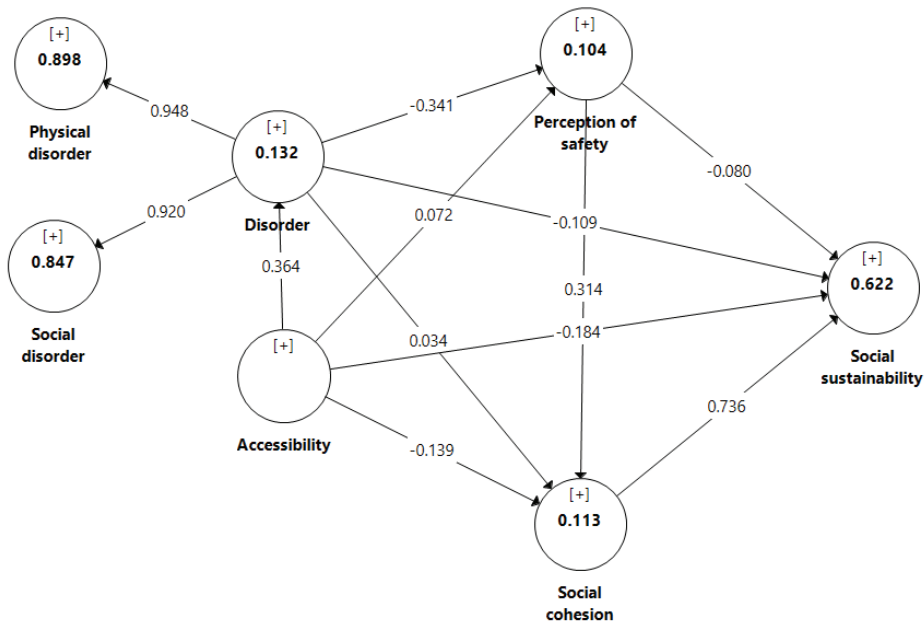 [+]
0.898
Physical
disorder
[+]
0.104
Perception of
safety
0.948
-0.341
[+]
0.132
Disorder
-0.080
0.920
0.072
-0.109
[+]
0.847
Social
disorder
0.364
0.314
[+]
0.622
Social
sustainability
[+]
Accessibility
0.034
-0.184
0.736
-0.139
[+]
0.113
Social
cohesion